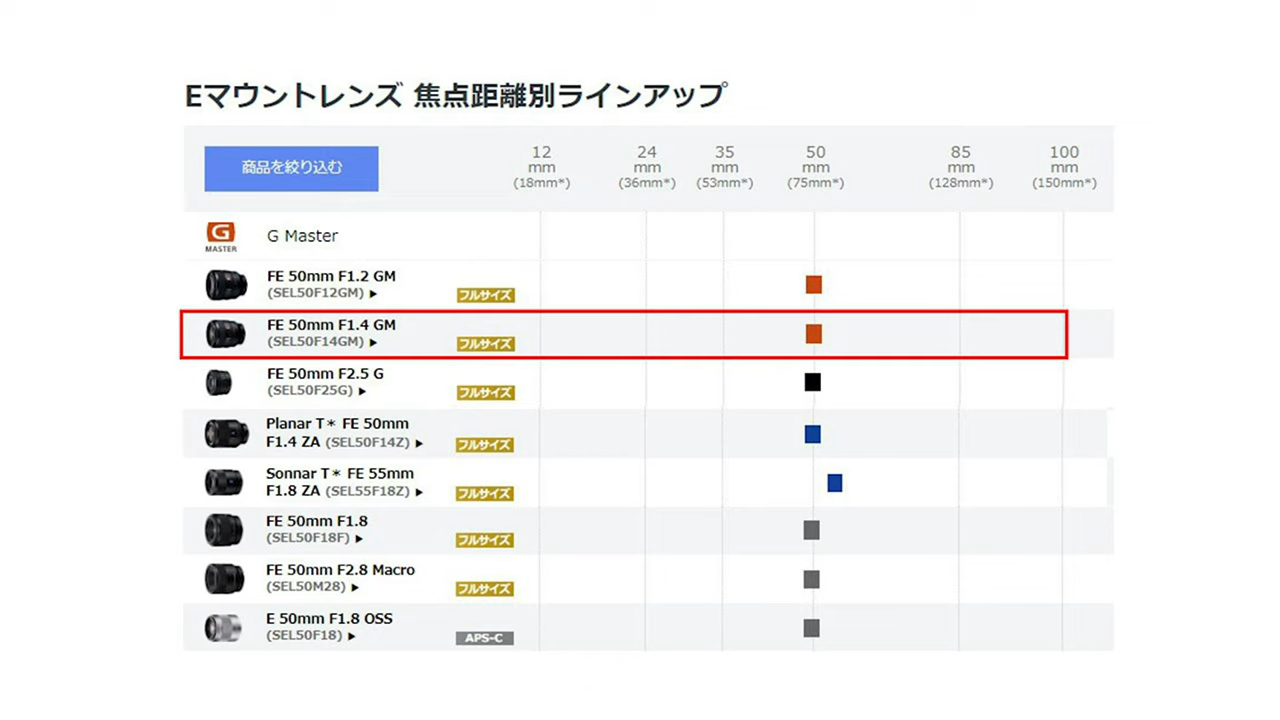 Eマウントレンズ 焦点距離別ラインアップ
商品を絞り込む
12 24 35 50 85 100
mm mm mm mm mm mm
(18mm*) (36mm*) (53mm*) (75mm*) (128mm*) (150mm*)
G
MASTER
G Master
FE 50mm F1.2 GM
(SEL50F12GM) ▶
フルサイズ
FE 50mm F1.4 GM
(SEL50F14GM) ▶
フルサイズ
FE 50mm F2.5 G
(SEL50F25G) ▶
フルサイズ
Planar T* FE 50mm
F1.4 ZA (SEL50F14Z) ▶
フルサイズ
Sonnar T* FE 55mm
F1.8 ZA (SEL55F18Z) ▶
フルサイズ
FE 50mm F1.8
(SEL50F18F) ▶
フルサイズ
FE 50mm F2.8 Macro
(SEL50M28) ▶
フルサイズ
E 50mm F1.8 OSS
(SEL50F18) ▶
APS-C